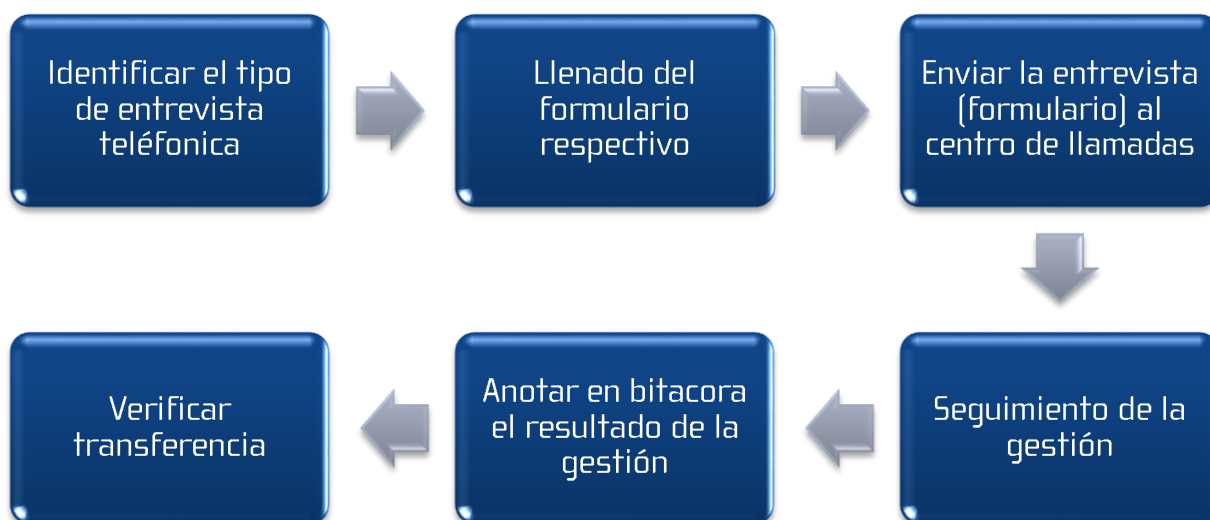 Identificar el tipo
de entrevista
teléfonica
Llenado del
formulario
respectivo
Enviar la entrevista
(formulario) al
centro de llamadas
Seguimiento de la
gestión
Anotar en bitacora
el resultado de la
gestión
Verificar
transferencia